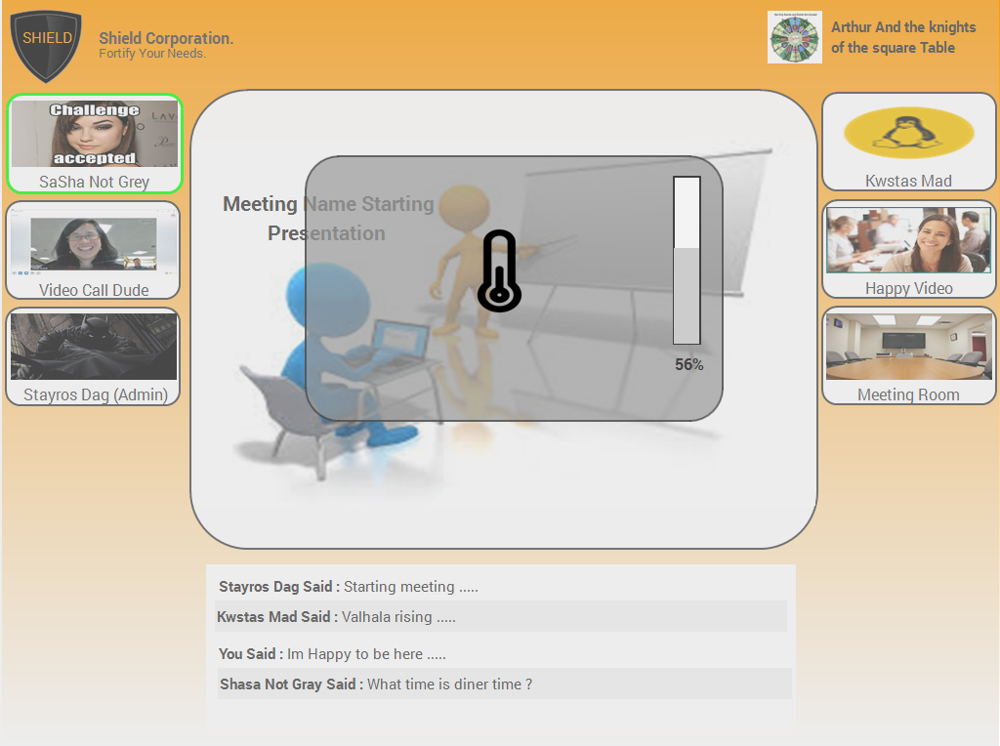 SHIELD
Shield Corporation.
Fortify Your Needs.
Arthur And the knights
of the square Table
Challenge
accepted
SaSha Not Grey
Video Call Dude
Stayros Dag (Admin)
Meeting Name Starting
Presentation
56%
Kwstas Mad
Happy Video
Meeting Room
Stayros Dag Said : Starting meeting .....
Kwstas Mad Said : Valhala rising .....
You Said : Im Happy to be here .....
Shasa Not Gray Said : What time is diner time ?